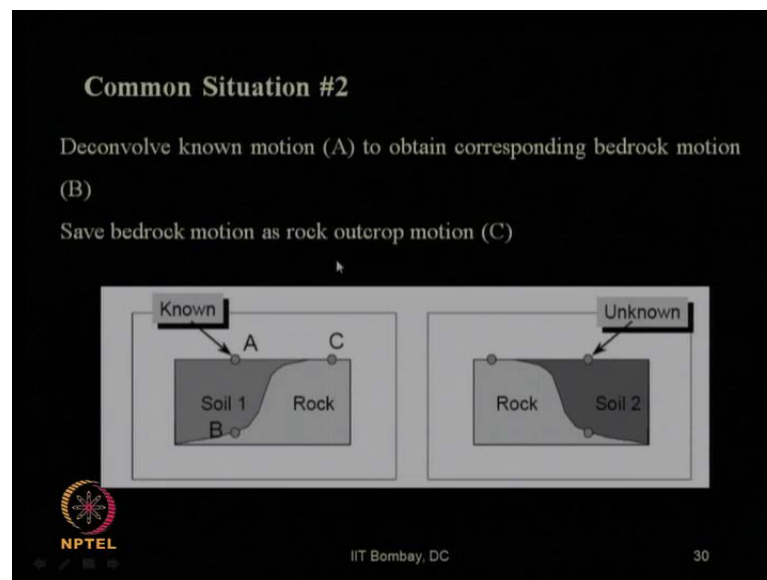 Common Situation #2
Deconvolve known motion (A) to obtain corresponding bedrock motion
(B)
Save bedrock motion as rock outcrop motion (C)
Known
A
C
Soil 1
Rock
B
Unknown
Rock
Soil 2
NPTEL
IIT Bombay, DC
30